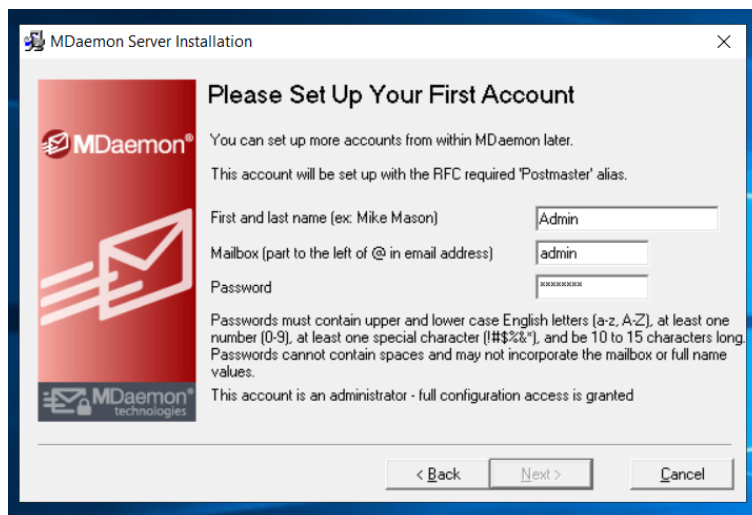 MDaemon Server Installation
Please Set Up Your First Account
MDaemon®
You can set up more accounts from within MDaemon later.
This account will be set up with the RFC required 'Postmaster' alias.
First and last name (ex: Mike Mason)
Admin
Mailbox (part to the left of @ in email address)
admin
Password
xxxxxxxx
Passwords must contain upper and lower case English letters (a-z, A-Z), at least one
number (0-9), at least one special character (!#$%&*), and be 10 to 15 characters long.
Passwords cannot contain spaces and may not incorporate the mailbox or full name
values.
This account is an administrator - full configuration access is granted
MDaemon®
technologies
< Back
Next >
Cancel